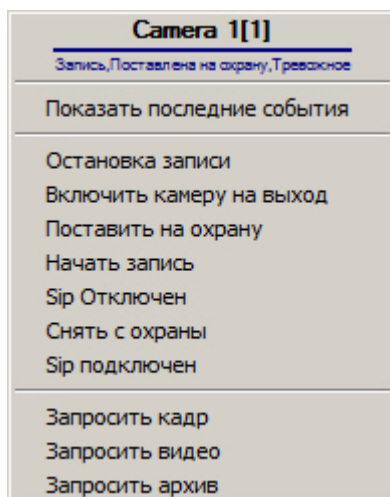 Camera 1[1]
Запись,Поставлена на охрану,Тревожное
Показать последние события
Остановка записи
Включить камеру на выход
Поставить на охрану
Начать запись
Sip Отключен
Снять с охраны
Sip подключен
Запросить кадр
Запросить видео
Запросить архив